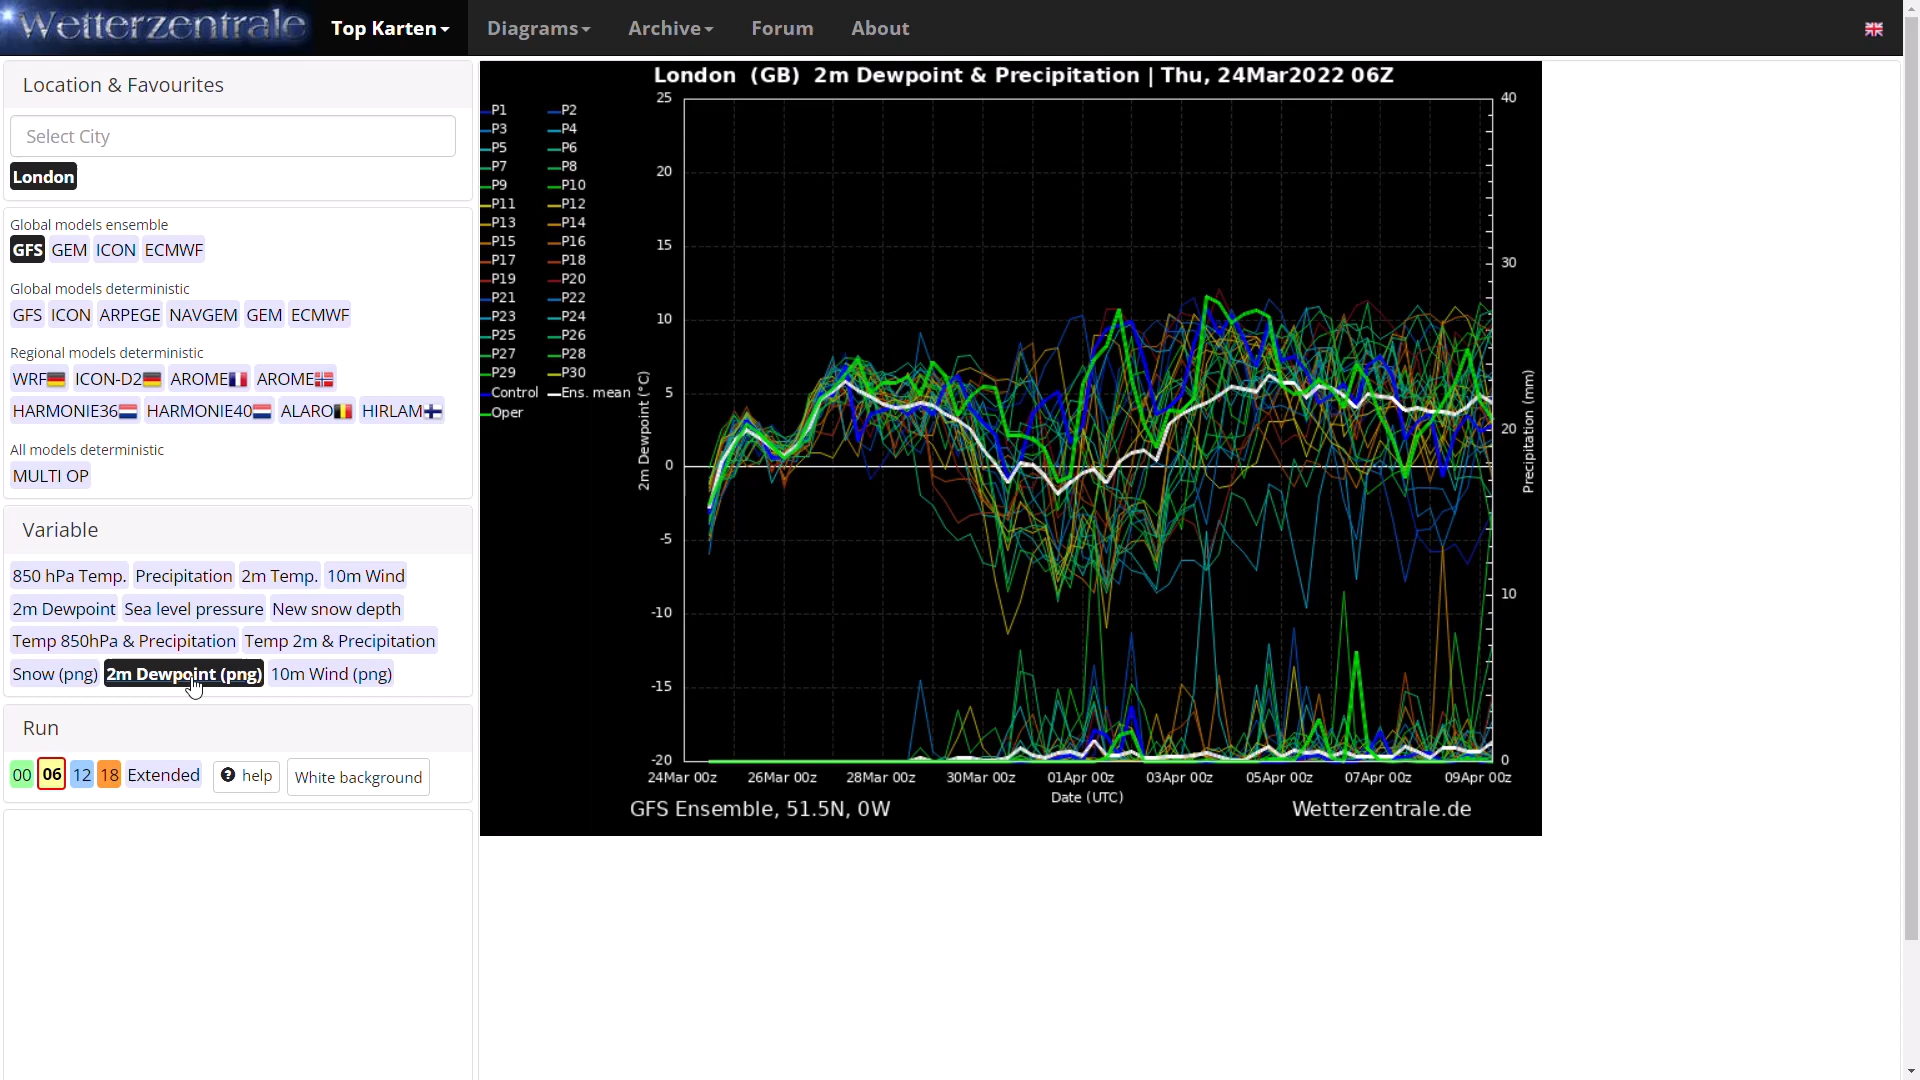 Wetterzentrale Top Karten Diagrams Archive Forum About
Location & Favourites
Select City
London
Global models ensemble
GFS GEM ICON ECMWF
Global models deterministic
GFS ICON ARPEGE NAVGEM GEM ECMWF
Regional models deterministic
WRF ICON-D2 AROME AROME
HARMONIE36 HARMONIE40 ALARO HIRLAM
All models deterministic
MULTI OP
Variable
850 hPa Temp. Precipitation 2m Temp. 10m Wind
2m Dewpoint Sea level pressure New snow depth
Temp 850hPa & Precipitation Temp 2m & Precipitation
Snow (png) 2m Dewpoint (png) 10m Wind (png)
Run
00 06 12 18 Extended help White background
London (GB) 2m Dewpoint & Precipitation | Thu, 24Mar2022 06Z
P1 P2
P3 P4
P5 P6
P7 P8
P9 P10
P11 P12
P13 P14
P15 P16
P17 P18
P19 P20
P21 P22
P23 P24
P25 P26
P27 P28
P29 P30
Control Ens. mean
Oper
2m Dewpoint (°C)
25
20
15
10
5
0
-5
-10
-15
-20
40
30
20
10
0
Precipitation (mm)
24Mar 00z 26Mar 00z 28Mar 00z 30Mar 00z 01Apr 00z 03Apr 00z 05Apr 00z 07Apr 00z 09Apr 00z
Date (UTC)
GFS Ensemble, 51.5N, 0W Wetterzentrale.de